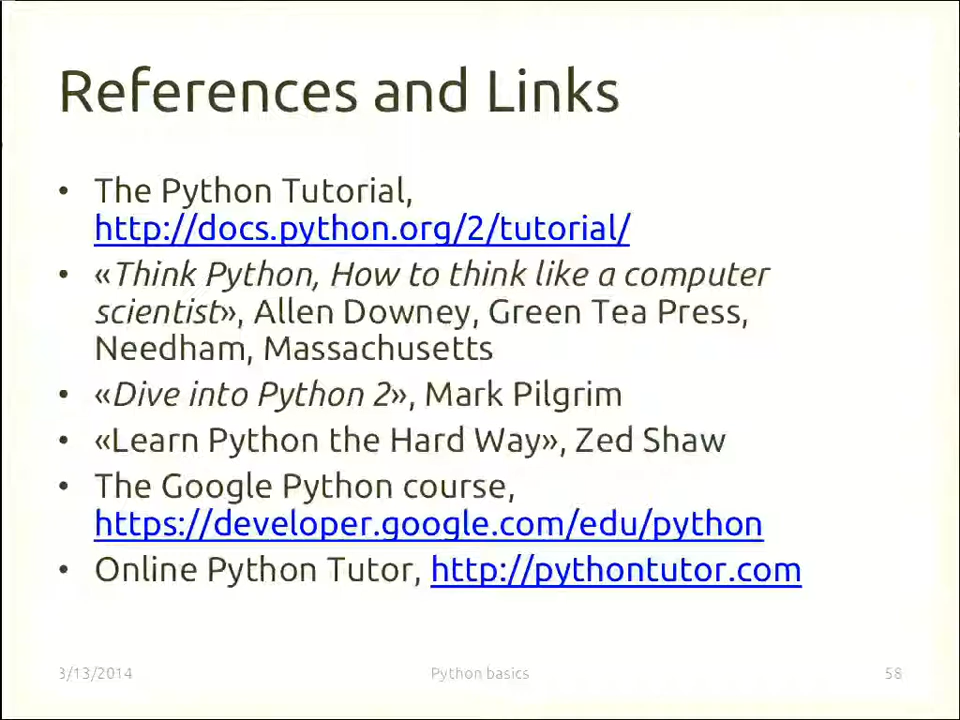 References and Links
• The Python Tutorial,
http://docs.python.org/2/tutorial/
• «Think Python, How to think like a computer
scientist», Allen Downey, Green Tea Press,
Needham, Massachusetts
• «Dive into Python 2», Mark Pilgrim
• «Learn Python the Hard Way», Zed Shaw
• The Google Python course,
https://developer.google.com/edu/python
• Online Python Tutor, http://pythontutor.com
3/13/2014 Python basics 58